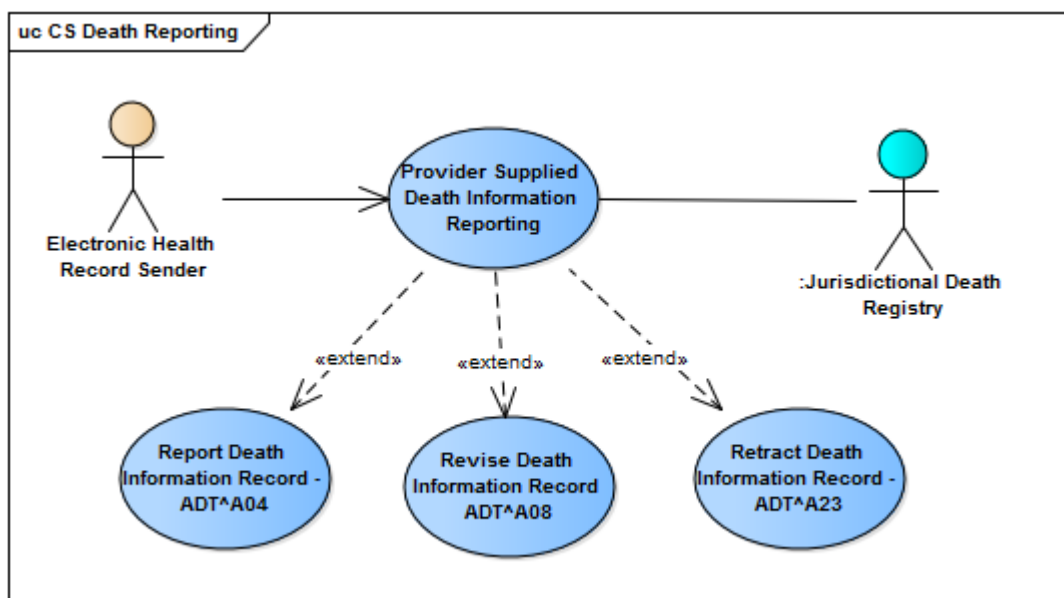 uc CS Death Reporting
Provider Supplied
Death Information
Reporting
Electronic Health
Record Sender
:Jurisdictional Death
Registry
«extend»
«extend»
«extend»
Report Death
Information Record -
ADT^A04
Revise Death
Information Record
ADT^A08
Retract Death
Information Record -
ADT^A23